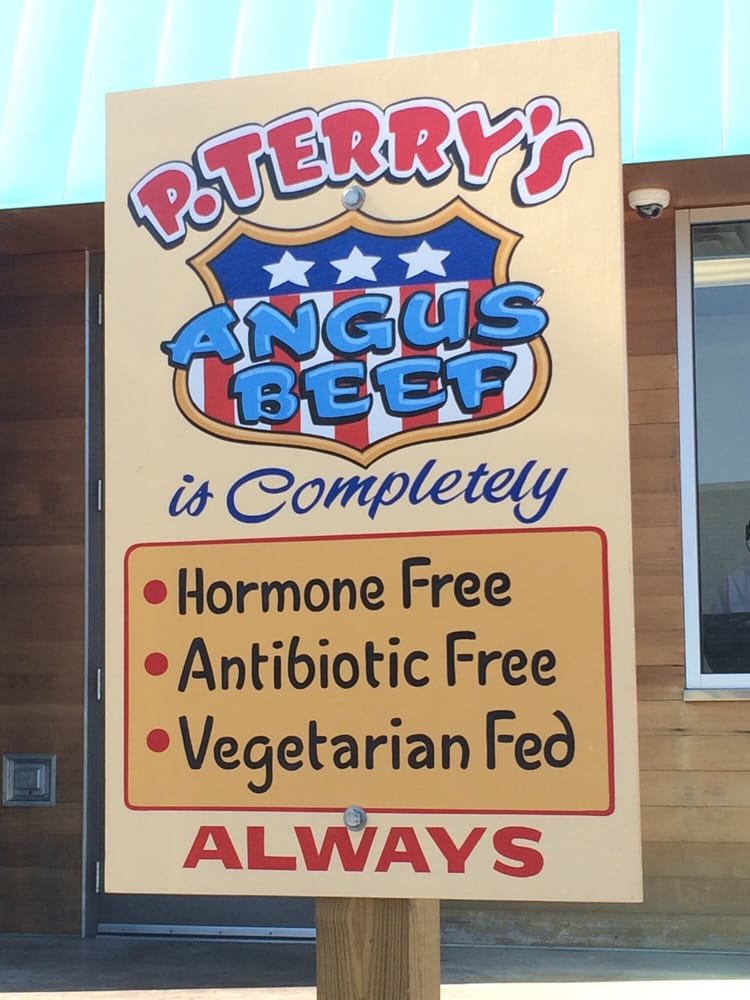 P.TERRY'S
ANGUS
BEEF
is Completely
• Hormone Free
• Antibiotic Free
• Vegetarian Fed
ALWAYS